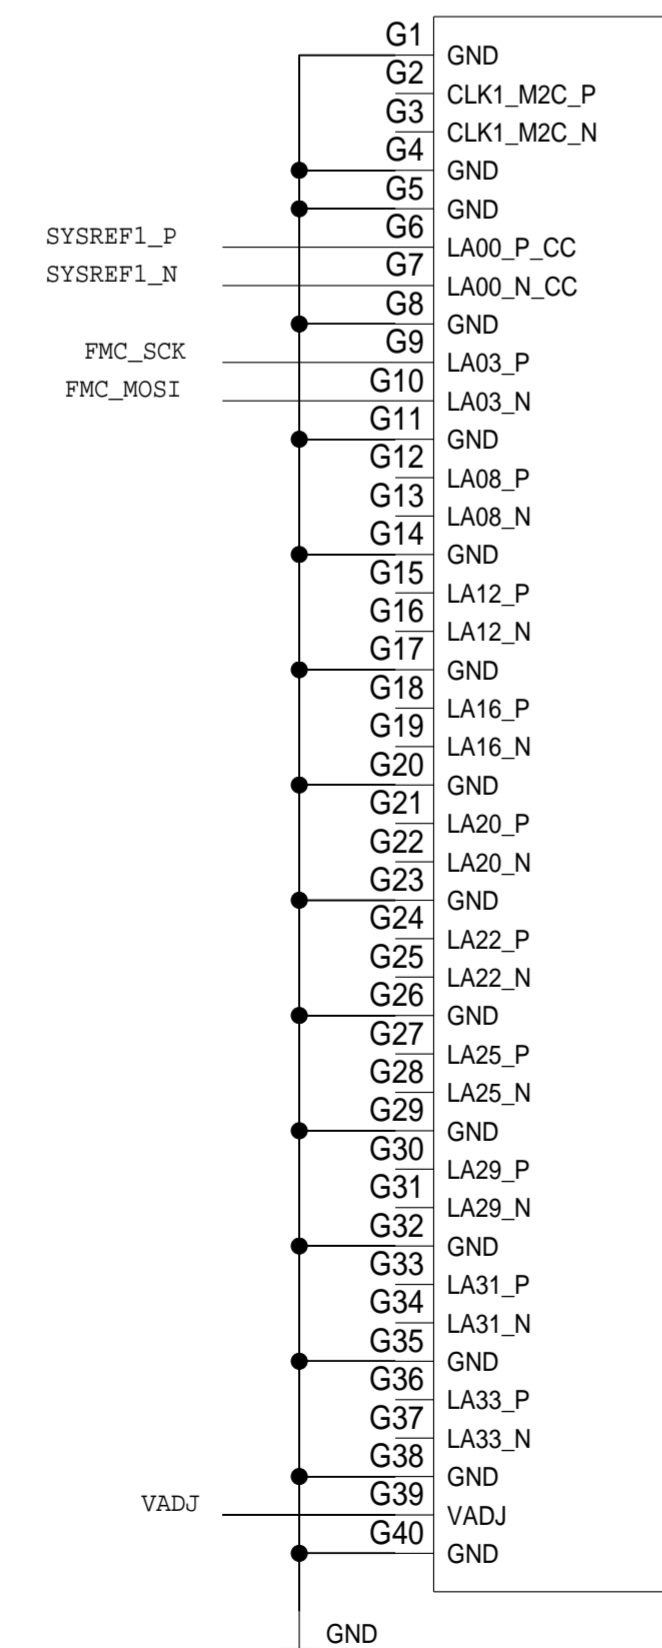 G1 GND
G2 CLK1_M2C_P
G3 CLK1_M2C_N
G4 GND
G5 GND
SYSREF1_P G6 LA00_P_CC
SYSREF1_N G7 LA00_N_CC
G8 GND
FMC_SCK G9 LA03_P
FMC_MOSI G10 LA03_N
G11 GND
G12 LA08_P
G13 LA08_N
G14 GND
G15 LA12_P
G16 LA12_N
G17 GND
G18 LA16_P
G19 LA16_N
G20 GND
G21 LA20_P
G22 LA20_N
G23 GND
G24 LA22_P
G25 LA22_N
G26 GND
G27 LA25_P
G28 LA25_N
G29 GND
G30 LA29_P
G31 LA29_N
G32 GND
G33 LA31_P
G34 LA31_N
G35 GND
G36 LA33_P
G37 LA33_N
G38 GND
VADJ G39 VADJ
G40 GND
GND